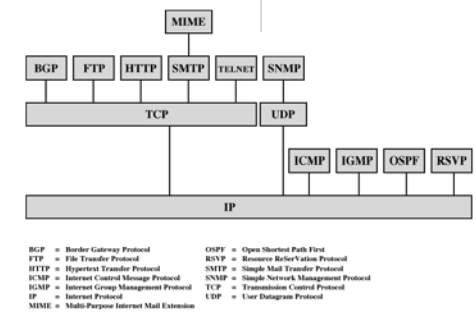 MIME
BGP FTP HTTP SMTP TELNET SNMP
TCP UDP
ICMP IGMP OSPF RSVP
IP
BGP = Border Gateway Protocol
FTP = File Transfer Protocol
HTTP = Hypertext Transfer Protocol
ICMP = Internet Control Message Protocol
IGMP = Internet Group Management Protocol
IP = Internet Protocol
MIME = Multi-Purpose Internet Mail Extension
OSPF = Open Shortest Path First
RSVP = Resource ReSerVation Protocol
SMTP = Simple Mail Transfer Protocol
SNMP = Simple Network Management Protocol
TCP = Transmission Control Protocol
UDP = User Datagram Protocol